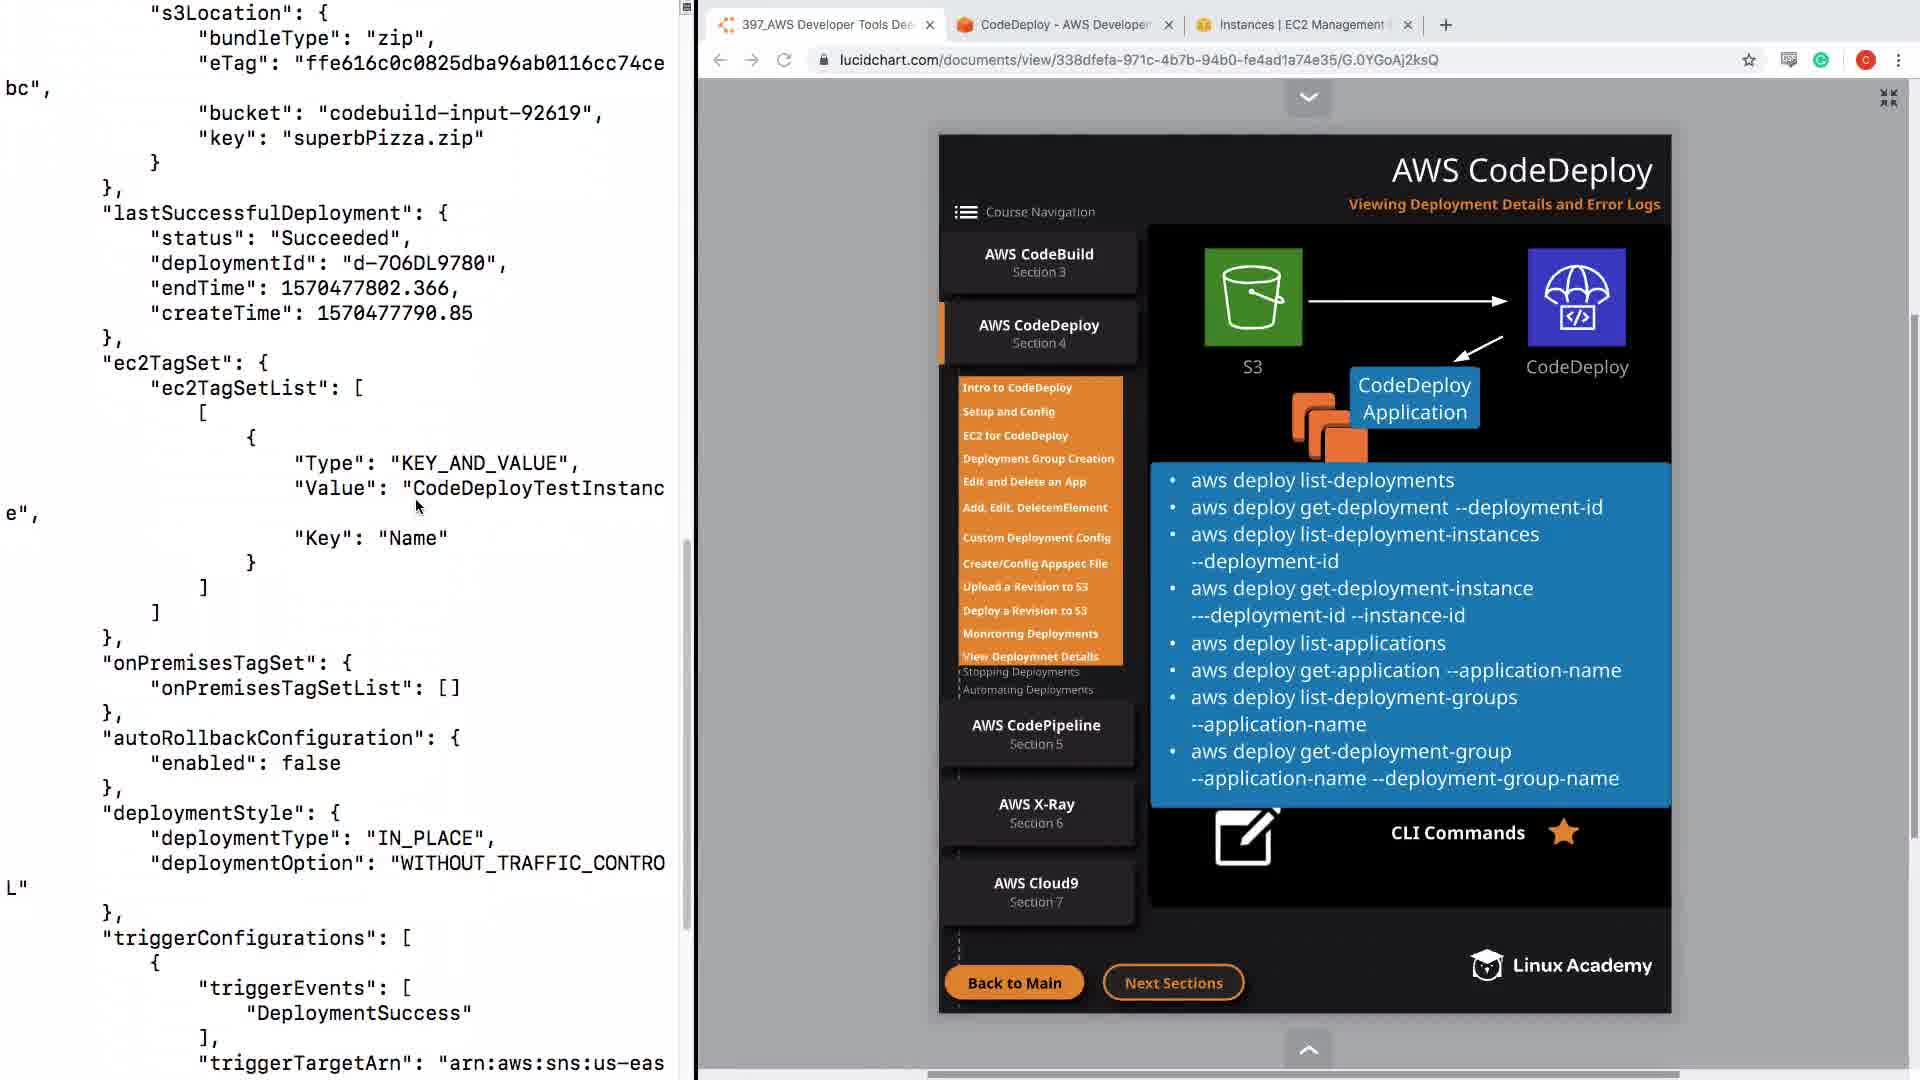 "s3Location": {
"bundleType": "zip",
"eTag": "ffe616c0c0825dba96ab0116cc74ce
bc",
"bucket": "codebuild-input-92619",
"key": "superbPizza.zip"
}
},
"lastSuccessfulDeployment": {
"status": "Succeeded",
"deploymentId": "d-7O6DL9780",
"endTime": 1570477802.366,
"createTime": 1570477790.85
},
"ec2TagSet": {
"ec2TagSetList": [
[
{
"Type": "KEY_AND_VALUE",
"Value": "CodeDeployTestInstanc
e",
"Key": "Name"
}
]
]
},
"onPremisesTagSet": {
"onPremisesTagSetList": []
},
"autoRollbackConfiguration": {
"enabled": false
},
"deploymentStyle": {
"deploymentType": "IN_PLACE",
"deploymentOption": "WITHOUT_TRAFFIC_CONTRO
L"
},
"triggerConfigurations": [
{
"triggerEvents": [
"DeploymentSuccess"
],
"triggerTargetArn": "arn:aws:sns:us-eas
397_AWS Developer Tools Dee
CodeDeploy - AWS Developer
Instances | EC2 Management
lucidchart.com/documents/view/338dfefa-971c-4b7b-94b0-fe4ad1a74e35/G.0YGoAj2ksQ
C
AWS CodeDeploy
Viewing Deployment Details and Error Logs
Course Navigation
AWS CodeBuild
Section 3
AWS CodeDeploy
Section 4
Intro to CodeDeploy
Setup and Config
EC2 for CodeDeploy
Deployment Group Creation
Edit and Delete an App
Add, Edit, DeletemElement
Custom Deployment Config
Create/Config Appspec File
Upload a Revision to S3
Deploy a Revision to S3
Monitoring Deployments
View Deploymnet Details
Stopping Deployments
Automating Deployments
AWS CodePipeline
Section 5
AWS X-Ray
Section 6
AWS Cloud9
Section 7
Back to Main
Next Sections
S3
CodeDeploy
CodeDeploy
Application
• aws deploy list-deployments
• aws deploy get-deployment --deployment-id
• aws deploy list-deployment-instances
--deployment-id
• aws deploy get-deployment-instance
---deployment-id --instance-id
• aws deploy list-applications
• aws deploy get-application --application-name
• aws deploy list-deployment-groups
--application-name
• aws deploy get-deployment-group
--application-name --deployment-group-name
CLI Commands
Linux Academy